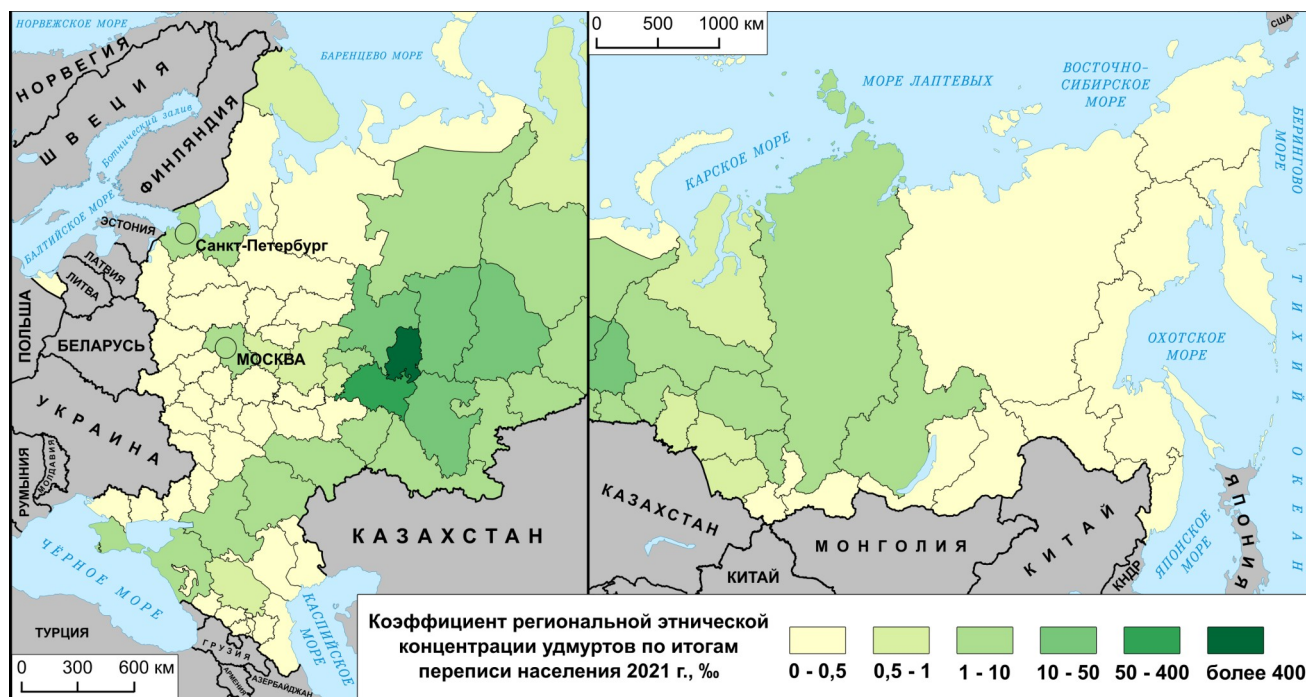 НОРВЕЖСКОЕ МОРЕ
НОРВЕГИЯ
ШВЕЦИЯ
Ботнический залив
ФИНЛЯНДИЯ
БАРЕНЦЕВО МОРЕ
БАЛТИЙСКОЕ МОРЕ
ЭСТОНИЯ
ЛАТВИЯ
ЛИТВА
ПОЛЬША
БЕЛАРУСЬ
Санкт-Петербург
МОСКВА
УКРАИНА
РУМЫНИЯ
МОЛДАВИЯ
ЧЁРНОЕ МОРЕ
ТУРЦИЯ
ГРУЗИЯ
АРМЕНИЯ
АЗЕРБАЙДЖАН
КАСПИЙСКОЕ
МОРЕ
КАЗАХСТАН
0 300 600 км
0 500 1000 км
КАРСКОЕ МОРЕ
МОРЕ ЛАПТЕВЫХ
ВОСТОЧНО-
СИБИРСКОЕ
МОРЕ
США
БЕРИНГОВО
МОРЕ
ТИХИЙ ОКЕАН
ОХОТСКОЕ
МОРЕ
ЯПОНИЯ
ЯПОНСКОЕ
МОРЕ
КНДР
КИТАЙ
МОНГОЛИЯ
КАЗАХСТАН
КИТАЙ
Коэффициент региональной этнической
концентрации удмуртов по итогам
переписи населения 2021 г., ‰
0 - 0,5 0,5 - 1 1 - 10 10 - 50 50 - 400 более 400